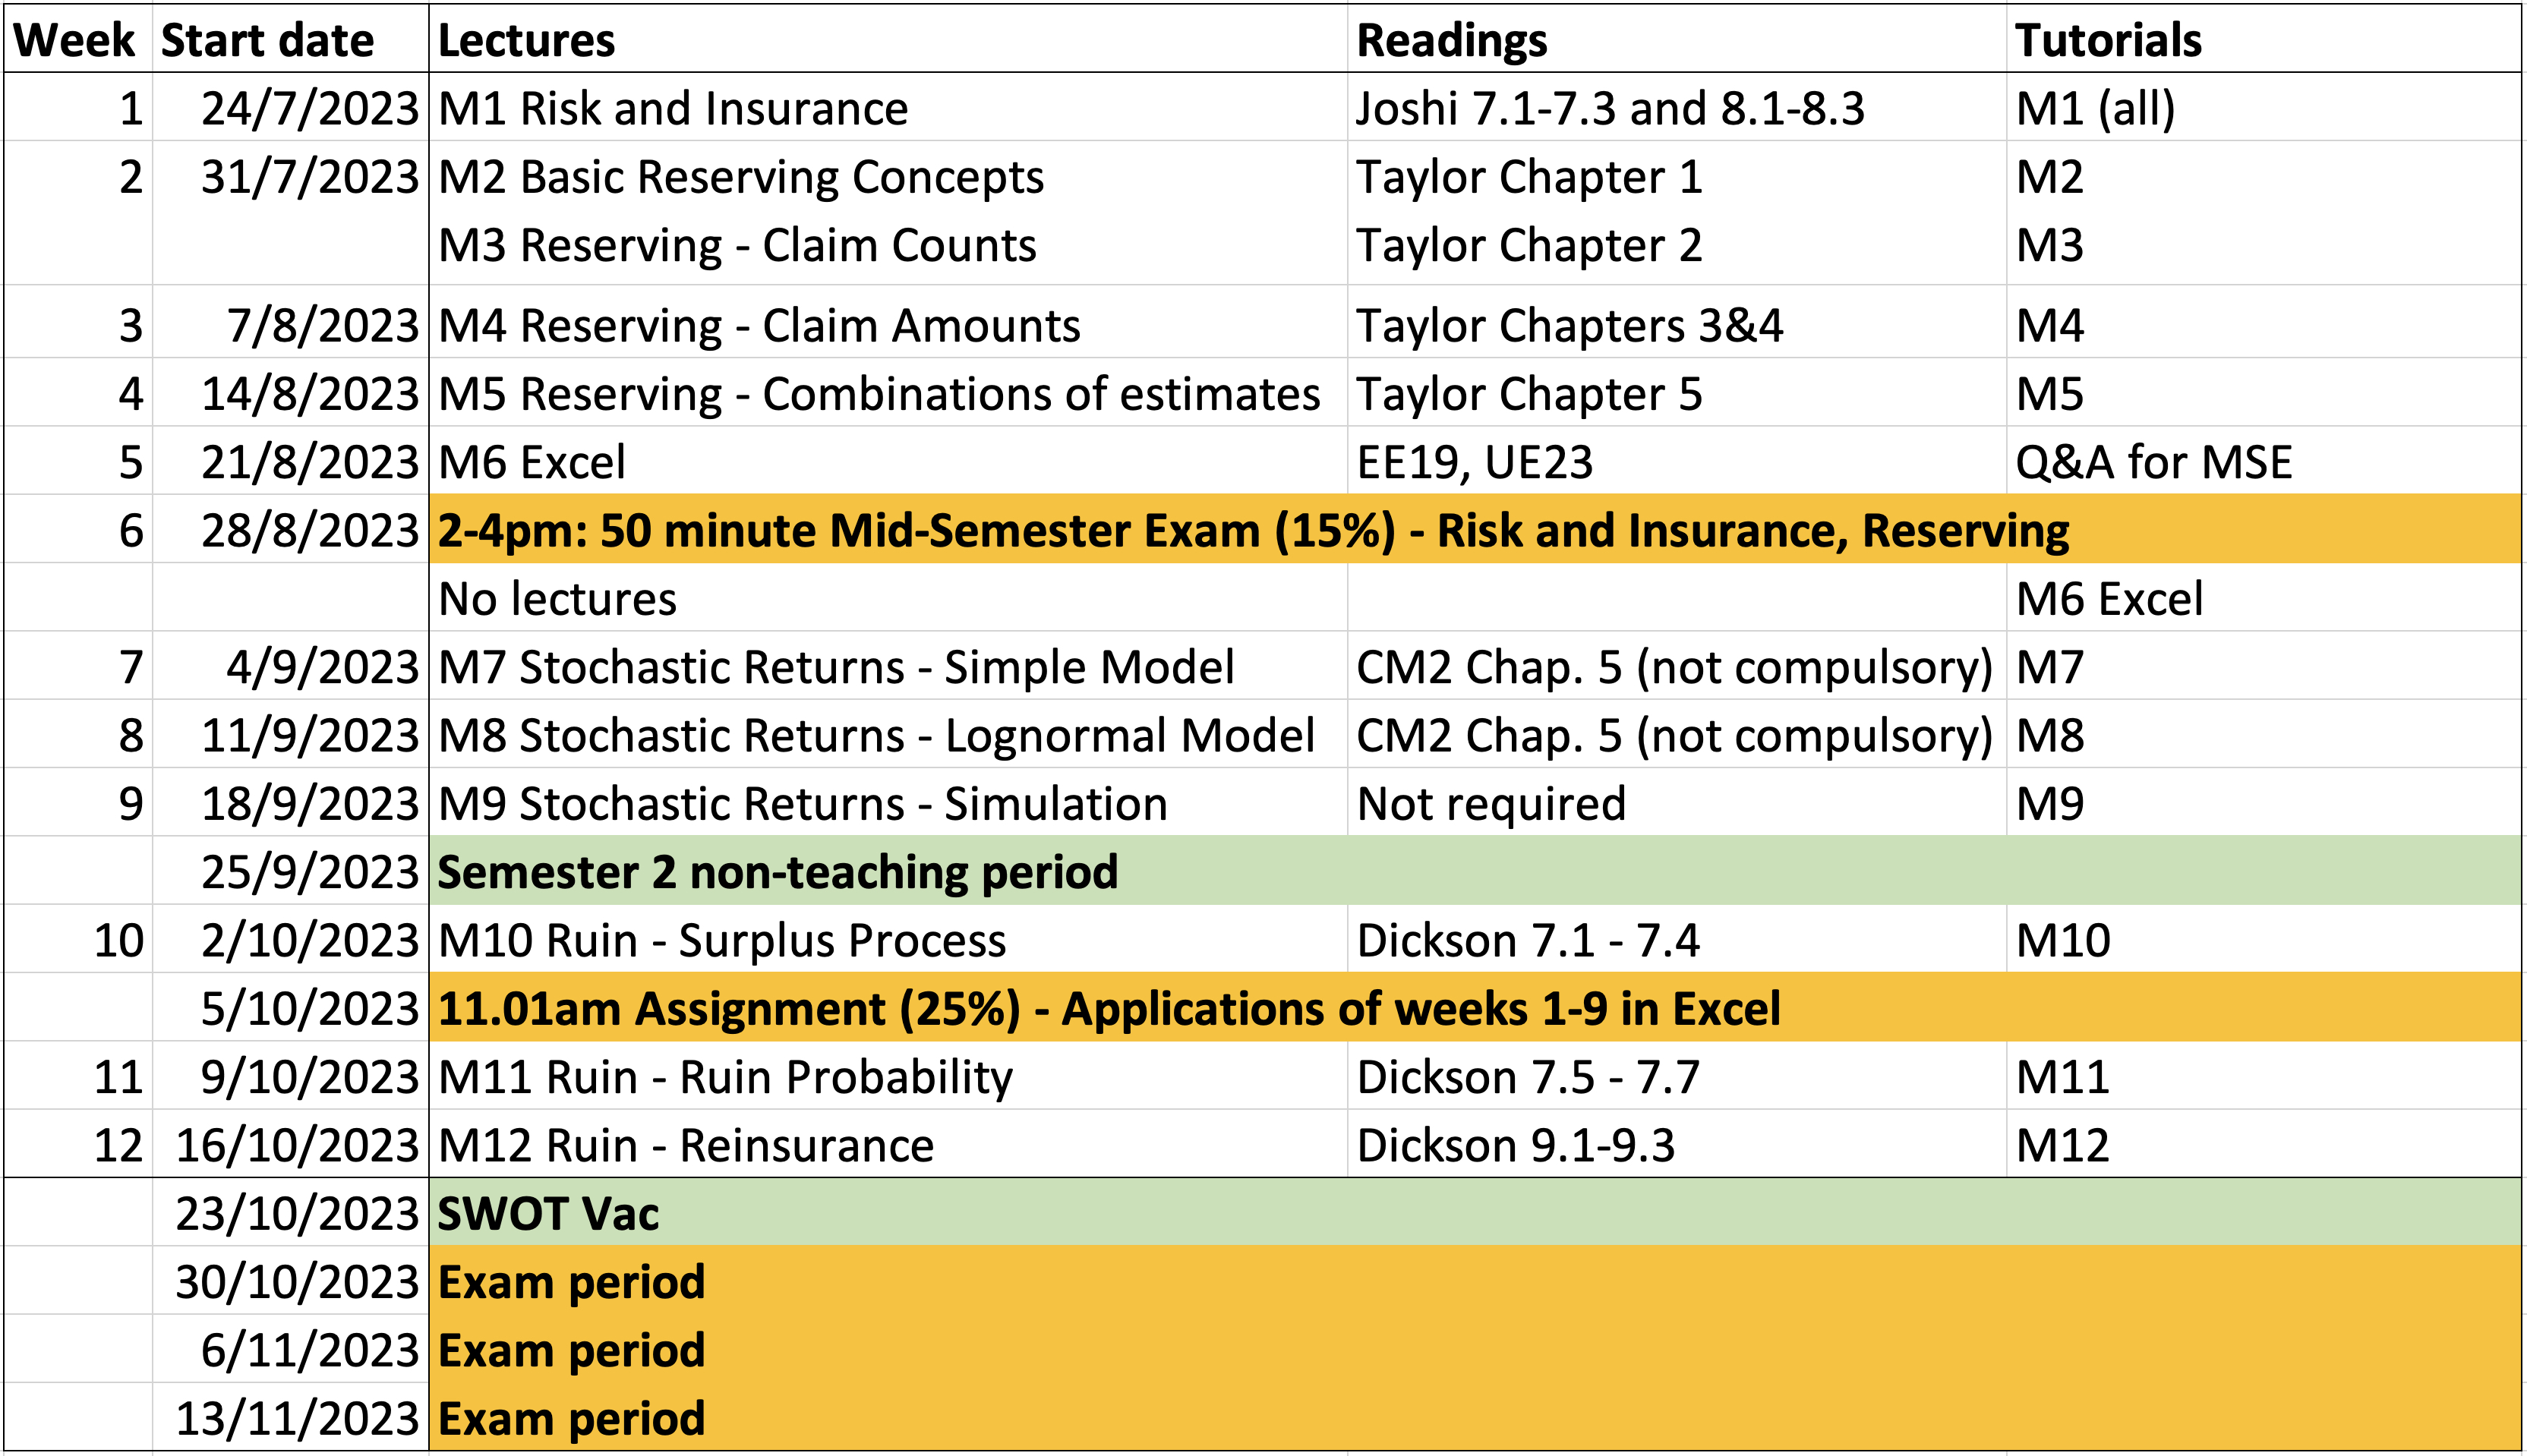 Week Start date Lectures Readings Tutorials
1 24/7/2023 M1 Risk and Insurance Joshi 7.1-7.3 and 8.1-8.3 M1 (all)
2 31/7/2023 M2 Basic Reserving Concepts Taylor Chapter 1 M2
M3 Reserving - Claim Counts Taylor Chapter 2 M3
3 7/8/2023 M4 Reserving - Claim Amounts Taylor Chapters 3&4 M4
4 14/8/2023 M5 Reserving - Combinations of estimates Taylor Chapter 5 M5
5 21/8/2023 M6 Excel EE19, UE23 Q&A for MSE
6 28/8/2023 2-4pm: 50 minute Mid-Semester Exam (15%) - Risk and Insurance, Reserving
No lectures M6 Excel
7 4/9/2023 M7 Stochastic Returns - Simple Model CM2 Chap. 5 (not compulsory) M7
8 11/9/2023 M8 Stochastic Returns - Lognormal Model CM2 Chap. 5 (not compulsory) M8
9 18/9/2023 M9 Stochastic Returns - Simulation Not required M9
25/9/2023 Semester 2 non-teaching period
10 2/10/2023 M10 Ruin - Surplus Process Dickson 7.1 - 7.4 M10
5/10/2023 11.01am Assignment (25%) - Applications of weeks 1-9 in Excel
11 9/10/2023 M11 Ruin - Ruin Probability Dickson 7.5 - 7.7 M11
12 16/10/2023 M12 Ruin - Reinsurance Dickson 9.1-9.3 M12
23/10/2023 SWOT Vac
30/10/2023 Exam period
6/11/2023 Exam period
13/11/2023 Exam period